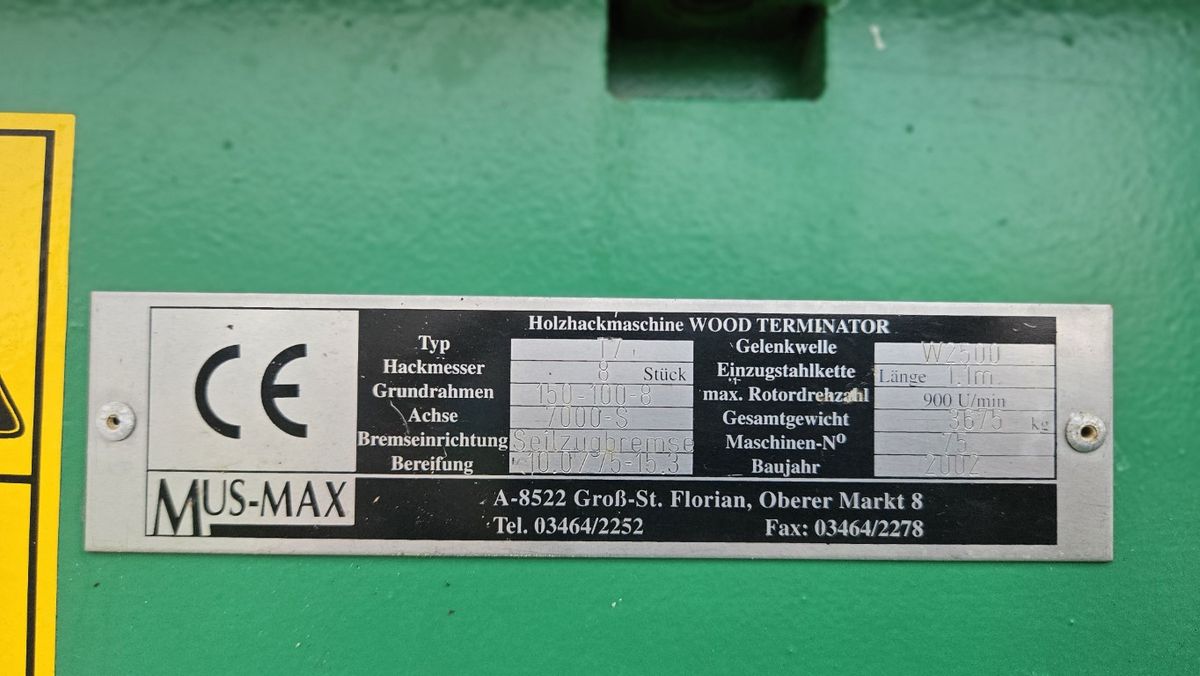 CE
Holzhackmaschine WOOD TERMINATOR
Typ T7 Gelenkwelle W2500
Hackmesser 8 Stück Einzugstahlkette Länge 1.1m
Grundrahmen 150-100-8 max. Rotordrehzahl 900 U/min
Achse 7000-S Gesamtgewicht 3675 kg
Bremseinrichtung Seilzugbremse Maschinen-Nº 75
Bereifung 10.0/75-15.3 Baujahr 2002
MUS-MAX
A-8522 Groß-St. Florian, Oberer Markt 8
Tel. 03464/2252 Fax: 03464/2278